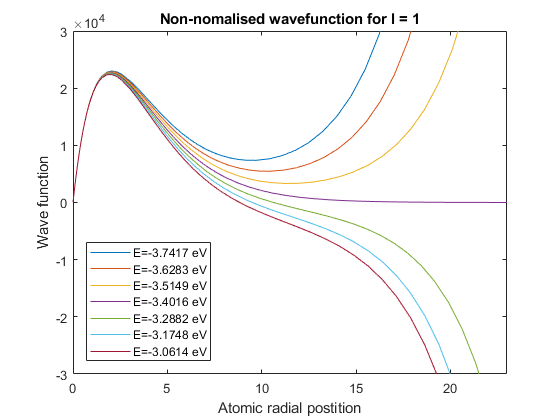 Non-nomalised wavefunction for l = 1
×10⁴
3
2
1
0
-1
-2
-3
Wave function
E=-3.7417 eV
E=-3.6283 eV
E=-3.5149 eV
E=-3.4016 eV
E=-3.2882 eV
E=-3.1748 eV
E=-3.0614 eV
0 5 10 15 20
Atomic radial postition